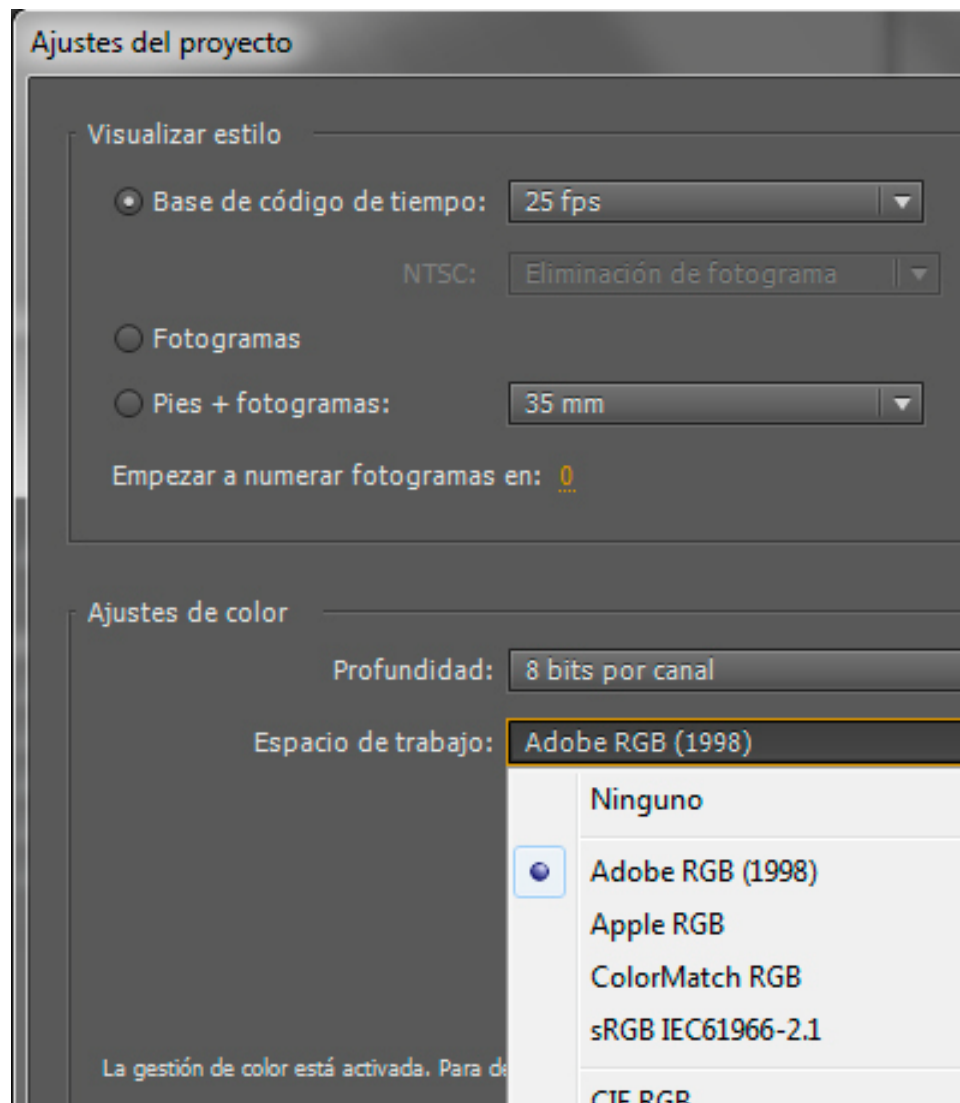 Ajustes del proyecto
Visualizar estilo
Base de código de tiempo: 25 fps
NTSC: Eliminación de fotograma
Fotogramas
Pies + fotogramas: 35 mm
Empezar a numerar fotogramas en: 0
Ajustes de color
Profundidad: 8 bits por canal
Espacio de trabajo: Adobe RGB (1998)
Ninguno
Adobe RGB (1998)
Apple RGB
ColorMatch RGB
sRGB IEC61966-2.1
La gestión de color está activada. Para
CIE RGB